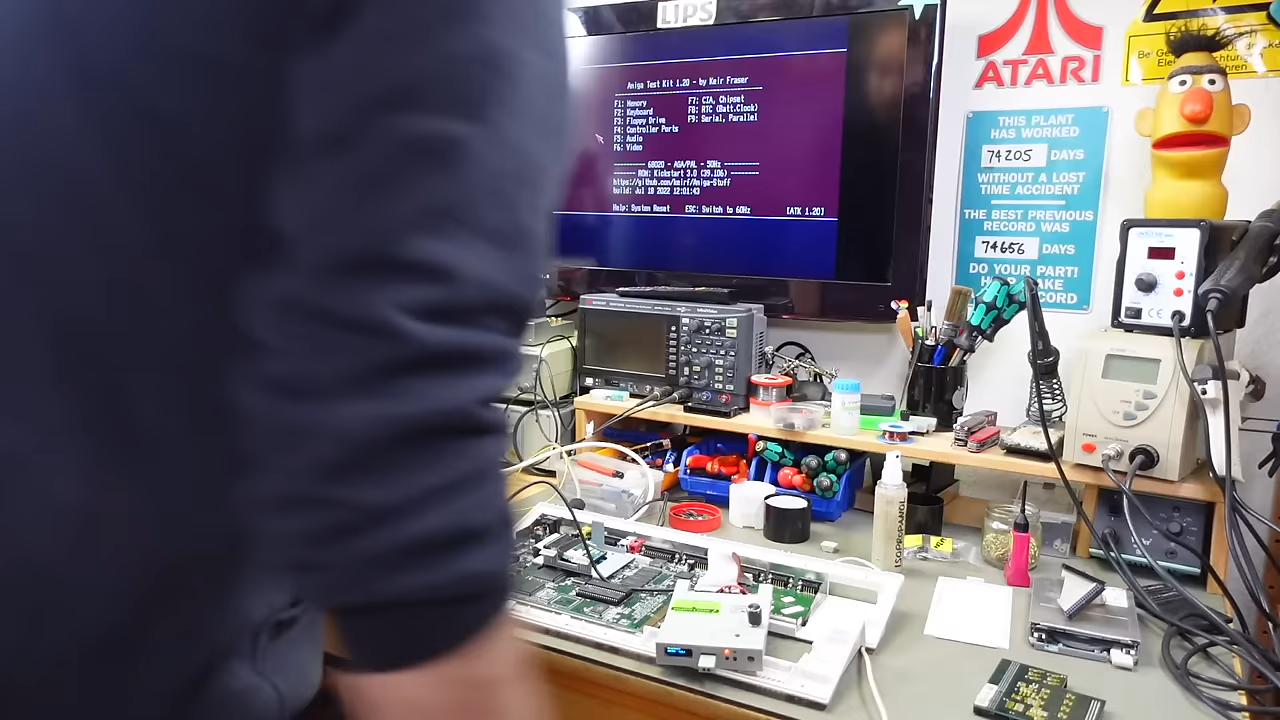 LIPS
Amiga Test Kit 1.20 - by Keir Fraser
F1: Memory
F2: Keyboard
F3: Floppy Drive
F4: Controller Ports
F5: Audio
F6: Video
F7: CIA, Chipset
F8: RTC (Batt.Clock)
F9: Serial, Parallel
68020 - AGA/PAL - 50Hz
ROM: Kickstart 3.0 (39.106)
https://github.com/keirf/Amiga-Stuff
build: Jul 18 2022 12:01:43
Help: System Reset ESC: Switch to 60Hz [ATK 1.20]
ATARI
THIS PLANT
HAS WORKED
74205 DAYS
WITHOUT A LOST
TIME ACCIDENT
THE BEST PREVIOUS
RECORD WAS
74656 DAYS
DO YOUR PART!
ISOPROPANOL
POWER
CE